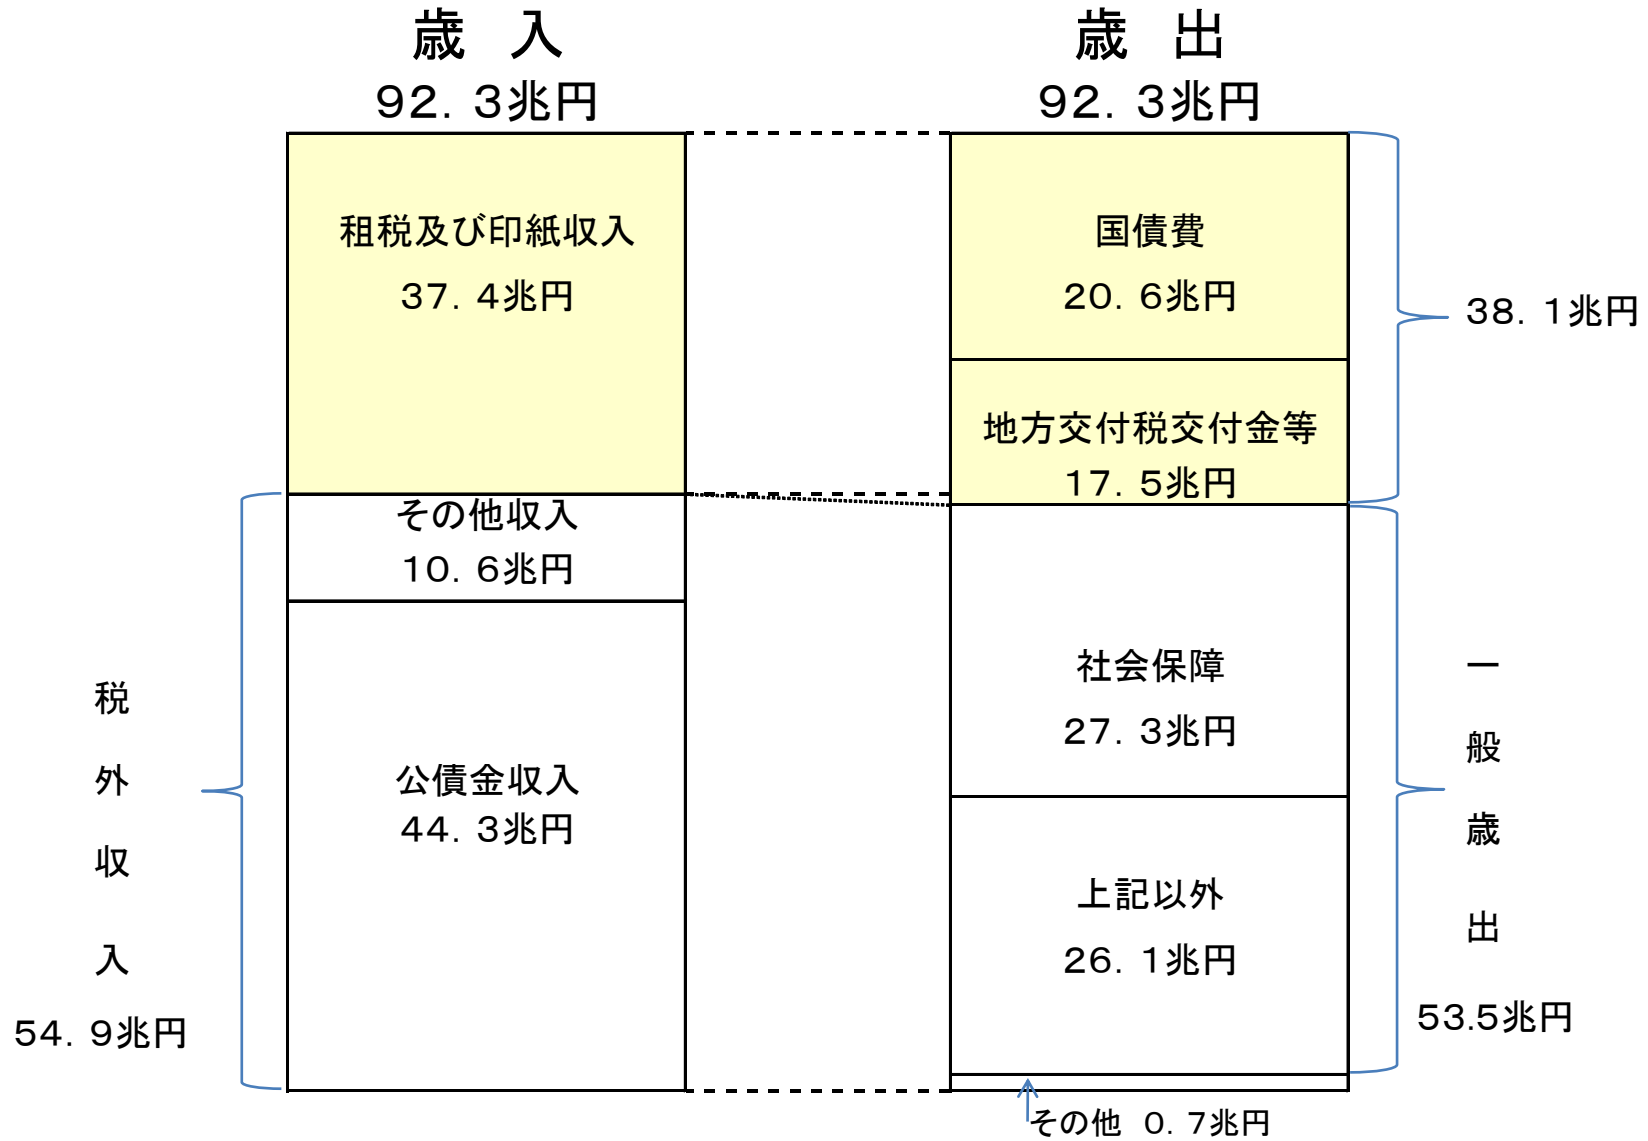 歳 入
92．3兆円
租税及び印紙収入
37．4兆円
その他収入
10．6兆円
公債金収入
44．3兆円
税外収入
54．9兆円
歳 出
92．3兆円
国債費
20．6兆円
地方交付税交付金等
17．5兆円
38．1兆円
社会保障
27．3兆円
上記以外
26．1兆円
一般歳出
53.5兆円
その他 0．7兆円